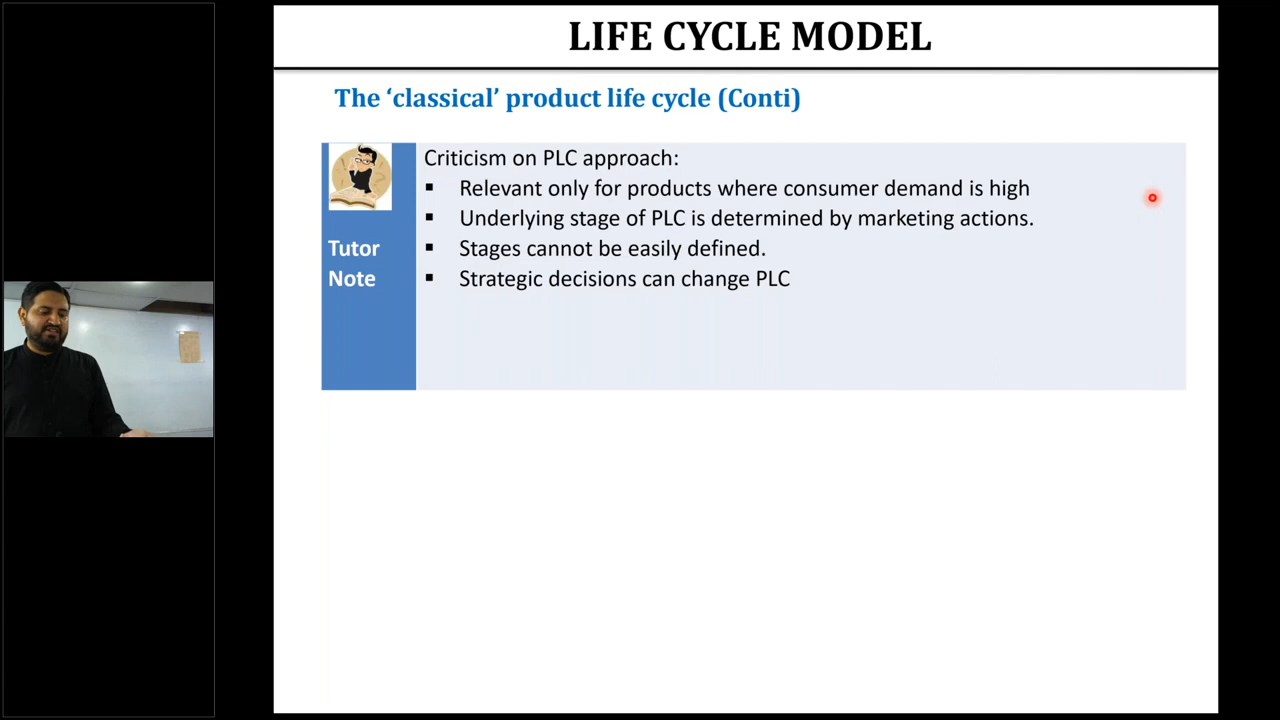 LIFE CYCLE MODEL
The ‘classical’ product life cycle (Conti)
Tutor
Note
Criticism on PLC approach:
▪ Relevant only for products where consumer demand is high
▪ Underlying stage of PLC is determined by marketing actions.
▪ Stages cannot be easily defined.
▪ Strategic decisions can change PLC